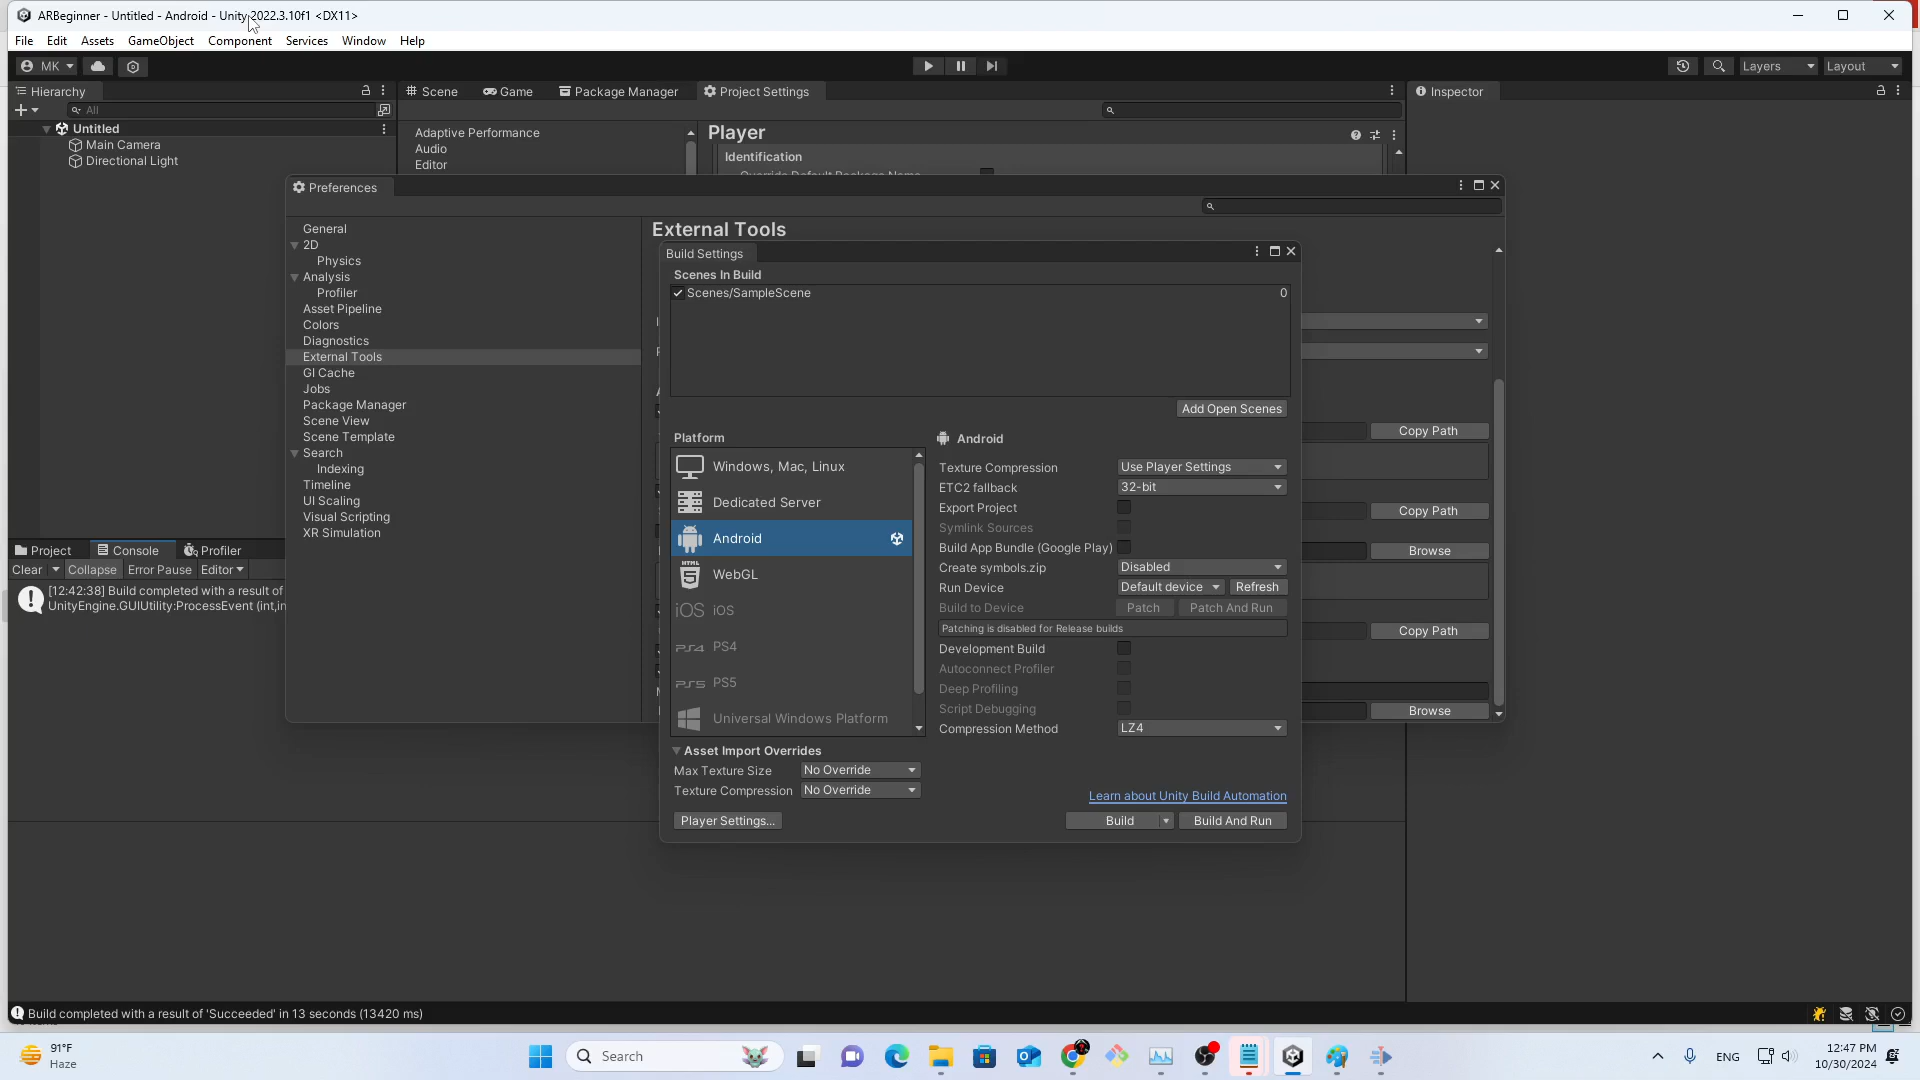 ARBeginner - Untitled - Android - Unity 2022.3.10f1 <DX11>
File Edit Assets GameObject Component Services Window Help
MK
Layers Layout
Hierarchy
All
Untitled
Main Camera
Directional Light
Scene Game Package Manager Project Settings
Adaptive Performance
Audio
Editor
Player
Identification
Override Default Package Name
Inspector
Preferences
General
2D
Physics
Analysis
Profiler
Asset Pipeline
Colors
Diagnostics
External Tools
GI Cache
Jobs
Package Manager
Scene View
Scene Template
Search
Indexing
Timeline
UI Scaling
Visual Scripting
XR Simulation
External Tools
Copy Path
Copy Path
Browse
Copy Path
Browse
Build Settings
Scenes In Build
Scenes/SampleScene 0
Add Open Scenes
Platform
Windows, Mac, Linux
Dedicated Server
Android
HTML 5 WebGL
iOS iOS
PS4 PS4
PS5 PS5
Universal Windows Platform
Android
Texture Compression Use Player Settings
ETC2 fallback 32-bit
Export Project
Symlink Sources
Build App Bundle (Google Play)
Create symbols.zip Disabled
Run Device Default device Refresh
Build to Device Patch Patch And Run
Patching is disabled for Release builds
Development Build
Autoconnect Profiler
Deep Profiling
Script Debugging
Compression Method LZ4
Asset Import Overrides
Max Texture Size No Override
Texture Compression No Override
Learn about Unity Build Automation
Player Settings... Build Build And Run
Project Console Profiler
Clear Collapse Error Pause Editor
[12:42:38] Build completed with a result of
UnityEngine.GUIUtility:ProcessEvent (int,in
Build completed with a result of 'Succeeded' in 13 seconds (13420 ms)
91°F
Haze
Search
ENG
12:47 PM
10/30/2024